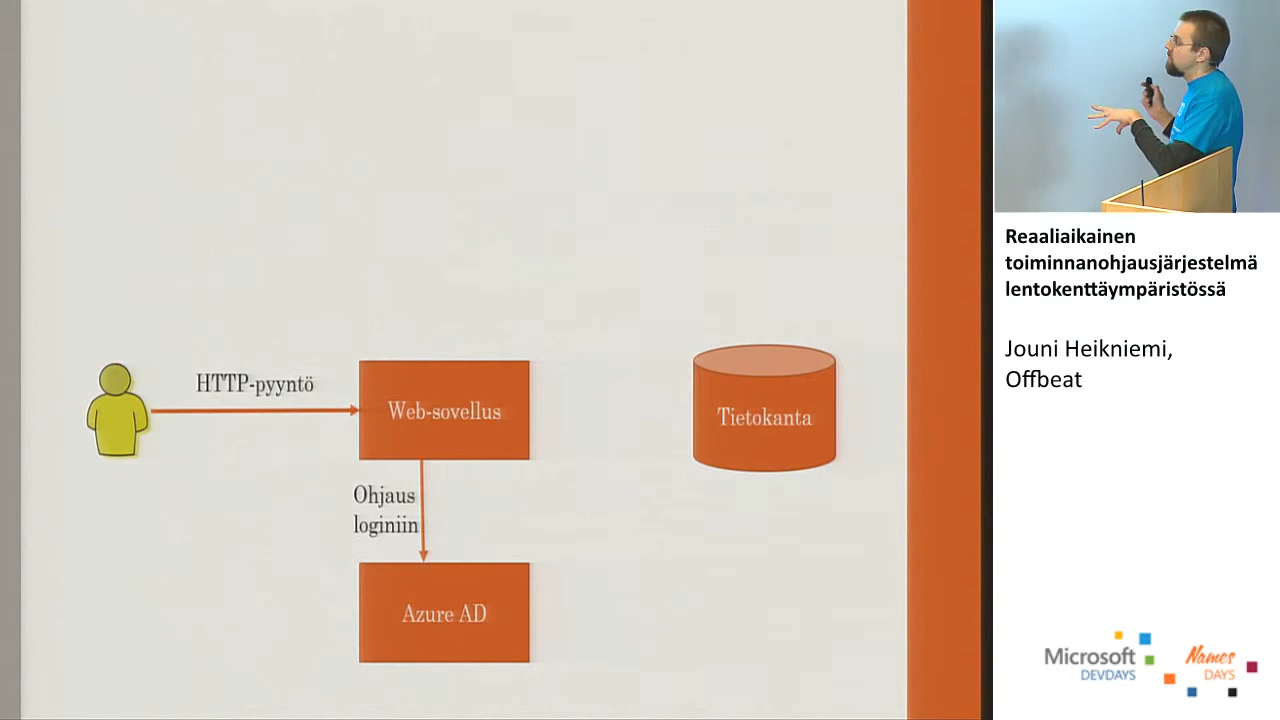 HTTP-pyyntö
Web-sovellus
Tietokanta
Ohjaus
loginiin
Azure AD
Reaaliaikainen
toiminnanohjausjärjestelmä
lentokenttäympäristössä
Jouni Heikniemi,
Offbeat
Microsoft
DEVDAYS
Names
DAYS